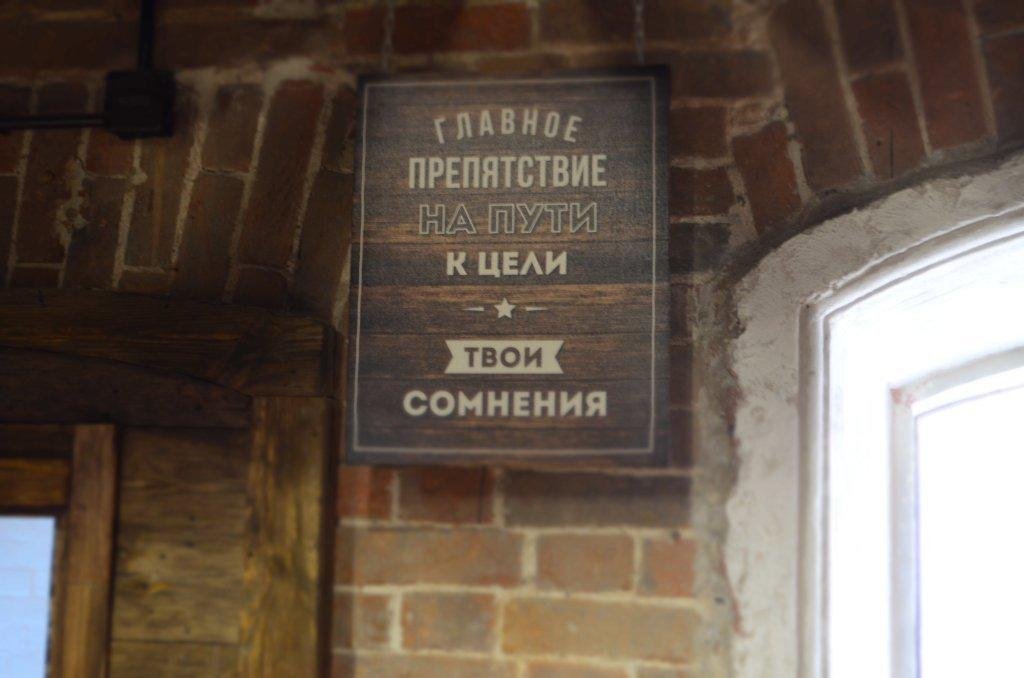 ГЛАВНОЕ
ПРЕПЯТСТВИЕ
НА ПУТИ
К ЦЕЛИ
ТВОИ
СОМНЕНИЯ